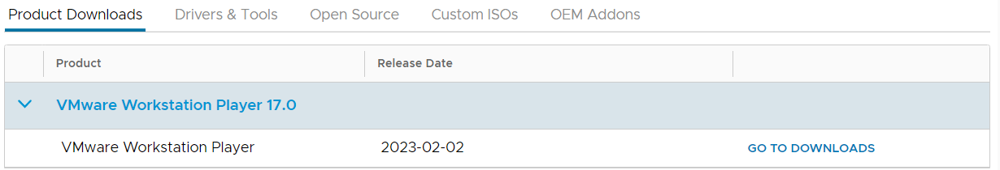 Product Downloads Drivers & Tools Open Source Custom ISOs OEM Addons
Product Release Date
VMware Workstation Player 17.0
VMware Workstation Player 2023-02-02 GO TO DOWNLOADS